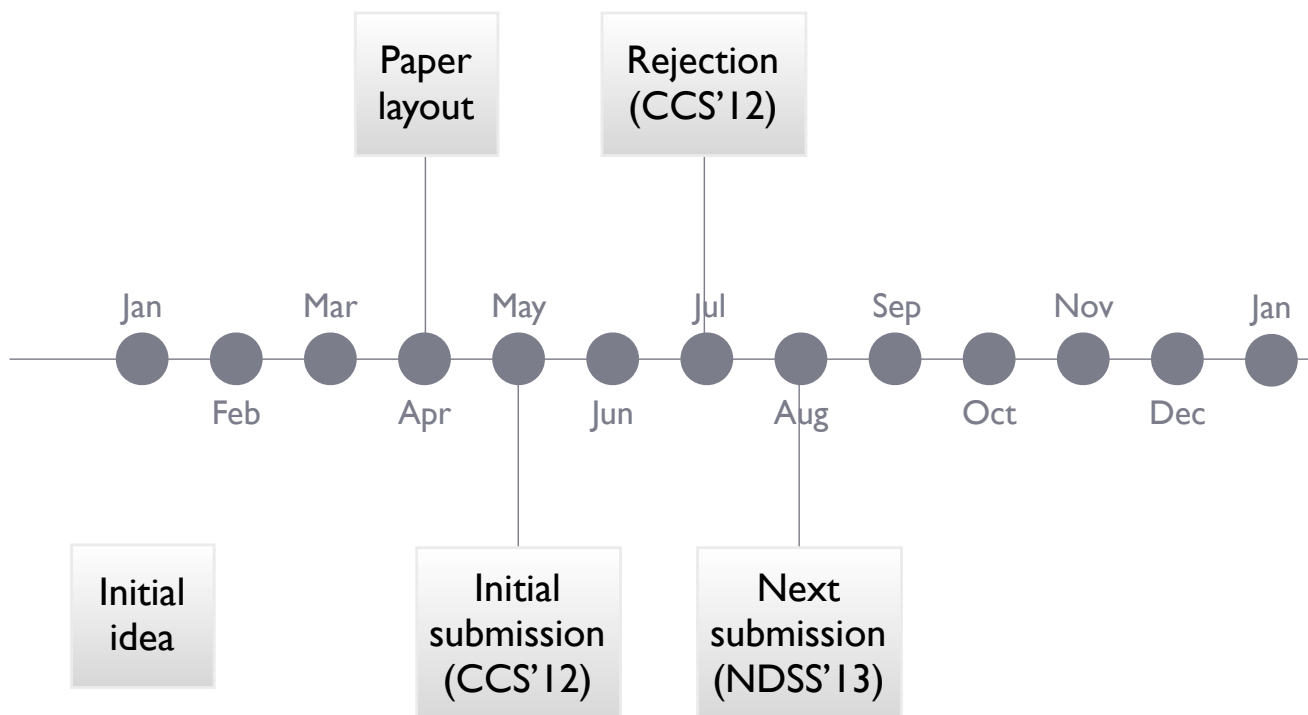 Paper
layout
Rejection
(CCS'12)
Jan
Mar
May
Jul
Sep
Nov
Jan
Feb
Apr
Jun
Aug
Oct
Dec
Initial
idea
Initial
submission
(CCS'12)
Next
submission
(NDSS'13)